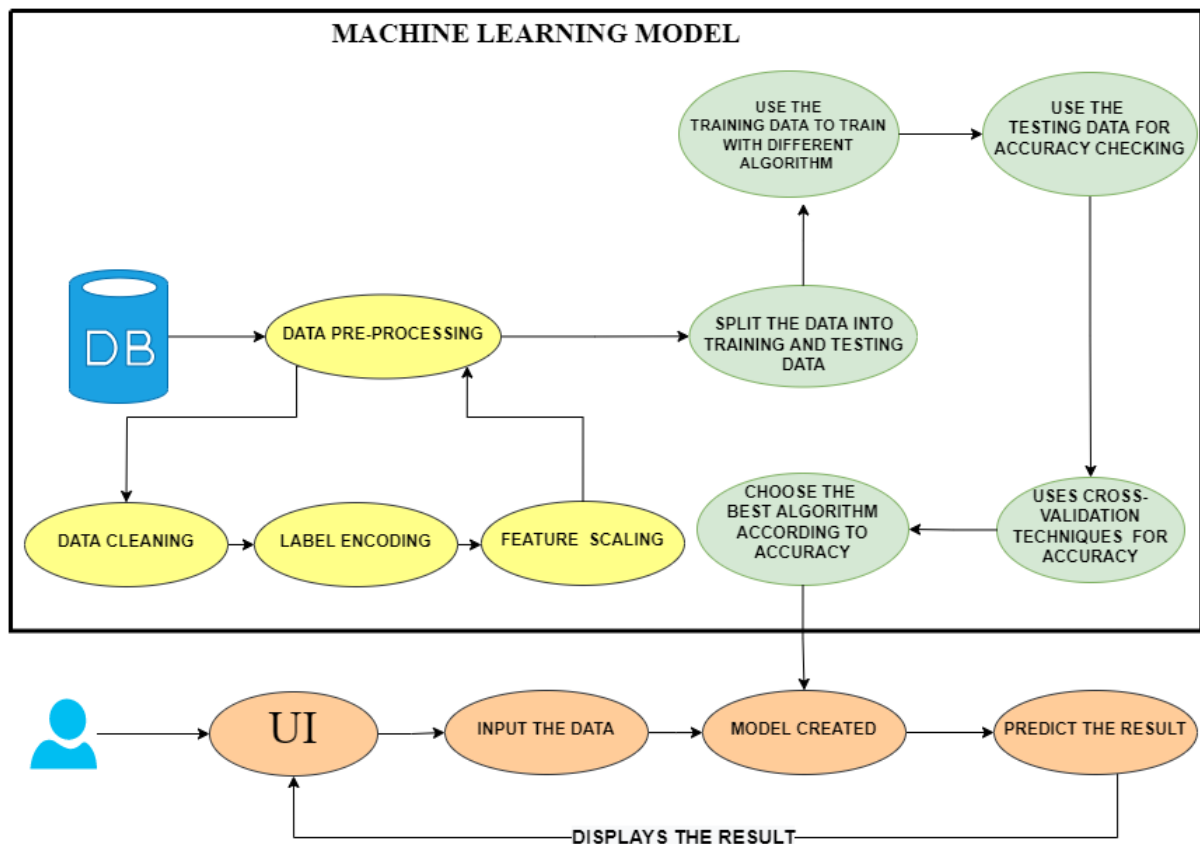 MACHINE LEARNING MODEL
USE THE
TRAINING DATA TO TRAIN
WITH DIFFERENT
ALGORITHM
USE THE
TESTING DATA FOR
ACCURACY CHECKING
DB
DATA PRE-PROCESSING
SPLIT THE DATA INTO
TRAINING AND TESTING
DATA
DATA CLEANING
LABEL ENCODING
FEATURE SCALING
CHOOSE THE
BEST ALGORITHM
ACCORDING TO
ACCURACY
USES CROSS-
VALIDATION
TECHNIQUES FOR
ACCURACY
UI
INPUT THE DATA
MODEL CREATED
PREDICT THE RESULT
DISPLAYS THE RESULT